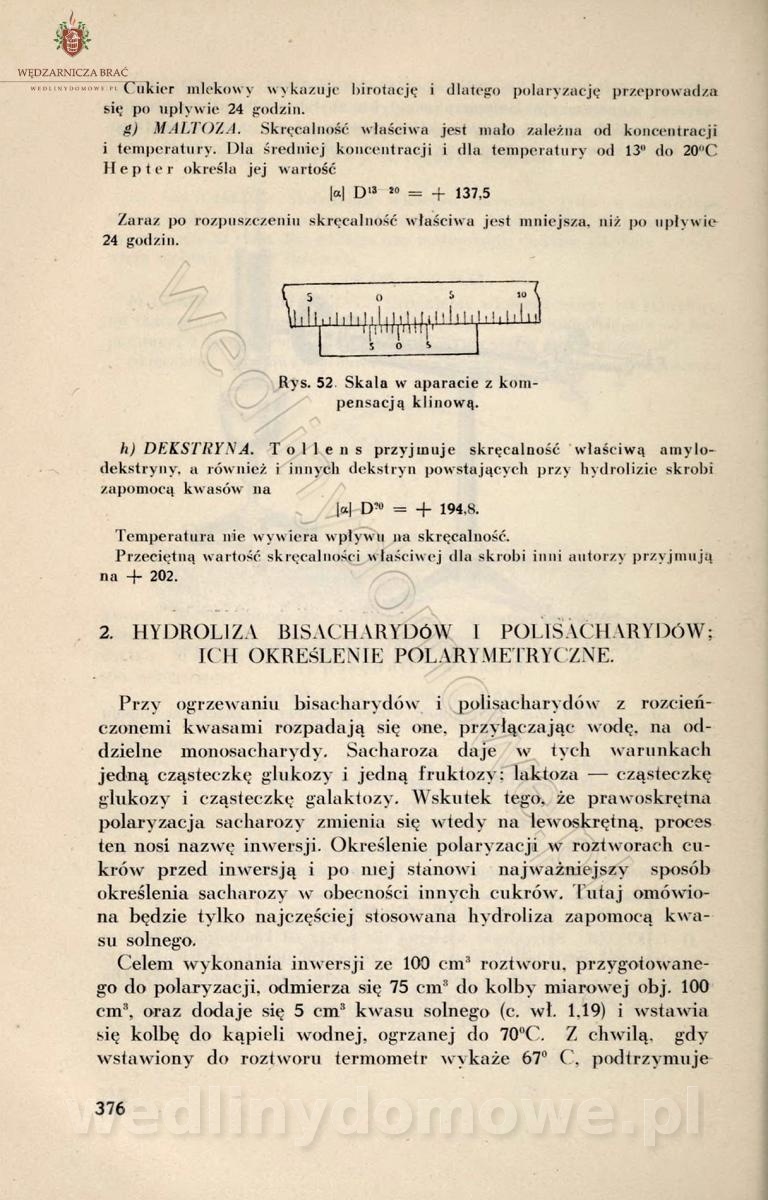 WĘDZARNICZA BRAĆ
WEDLINYDOMOWE.PL
Cukier mlekowy wykazuje birotację i dlatego polaryzację przeprowadza
się po upływie 24 godzin.
g) MALTOZA. Skręcalność właściwa jest mało zależna od koncentracji
i temperatury. Dla średniej koncentracji i dla temperatury od 13⁰ do 20⁰C
Hepter określa jej wartość
|α| D¹³⁻²⁰ = + 137,5
Zaraz po rozpuszczeniu skręcalność właściwa jest mniejsza, niż po upływie
24 godzin.
5 0 5 10
5 0 5
Rys. 52. Skala w aparacie z kom-
pensacją klinową.
h) DEKSTRYNA. Tollens przyjmuje skręcalność właściwą amylo-
dekstryny, a również i innych dekstryn powstających przy hydrolizie skrobi
zapomocą kwasów na
|α| D²⁰ = + 194,8.
Temperatura nie wywiera wpływu na skręcalność.
Przeciętną wartość skręcalności właściwej dla skrobi inni autorzy przyjmują
na + 202.
2. HYDROLIZA BISACHARYDÓW I POLISACHARYDÓW;
ICH OKREŚLENIE POLARYMETRYCZNE.
Przy ogrzewaniu bisacharydów i polisacharydów z rozcień-
czonemi kwasami rozpadają się one, przyłączając wodę, na od-
dzielne monosacharydy. Sacharoza daje w tych warunkach
jedną cząsteczkę glukozy i jedną fruktozy; laktoza — cząsteczkę
glukozy i cząsteczkę galaktozy. Wskutek tego, że prawoskrętna
polaryzacja sacharozy zmienia się wtedy na lewoskrętną, proces
ten nosi nazwę inwersji. Określenie polaryzacji w roztworach cu-
krów przed inwersją i po niej stanowi najważniejszy sposób
określenia sacharozy w obecności innych cukrów. Tutaj omówio-
na będzie tylko najczęściej stosowana hydroliza zapomocą kwa-
su solnego.
Celem wykonania inwersji ze 100 cm³ roztworu, przygotowane-
go do polaryzacji, odmierza się 75 cm³ do kolby miarowej obj. 100
cm³, oraz dodaje się 5 cm³ kwasu solnego (c. wł. 1,19) i wstawia
się kolbę do kąpieli wodnej, ogrzanej do 70⁰C. Z chwilą, gdy
wstawiony do roztworu termometr wykaże 67⁰ C, podtrzymuje
376
wedlinydomowe.pl
wedlinydomowe.pl